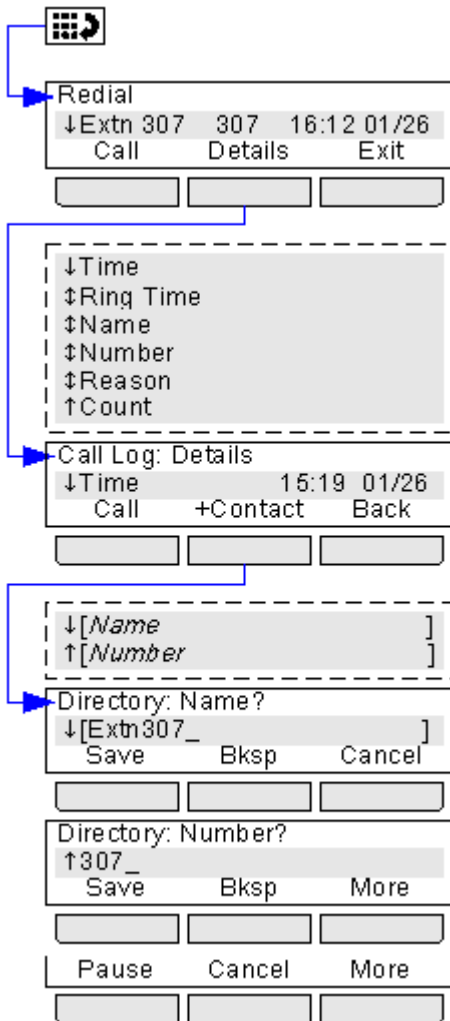 Redial
↓Extn 307 307 16:12 01/26
Call Details Exit
↓Time
↕Ring Time
↕Name
↕Number
↕Reason
↑Count
Call Log: Details
↓Time 15:19 01/26
Call +Contact Back
↓[Name ]
↑[Number ]
Directory: Name?
↓[Extn307_ ]
Save Bksp Cancel
Directory: Number?
↑307_
Save Bksp More
Pause Cancel More